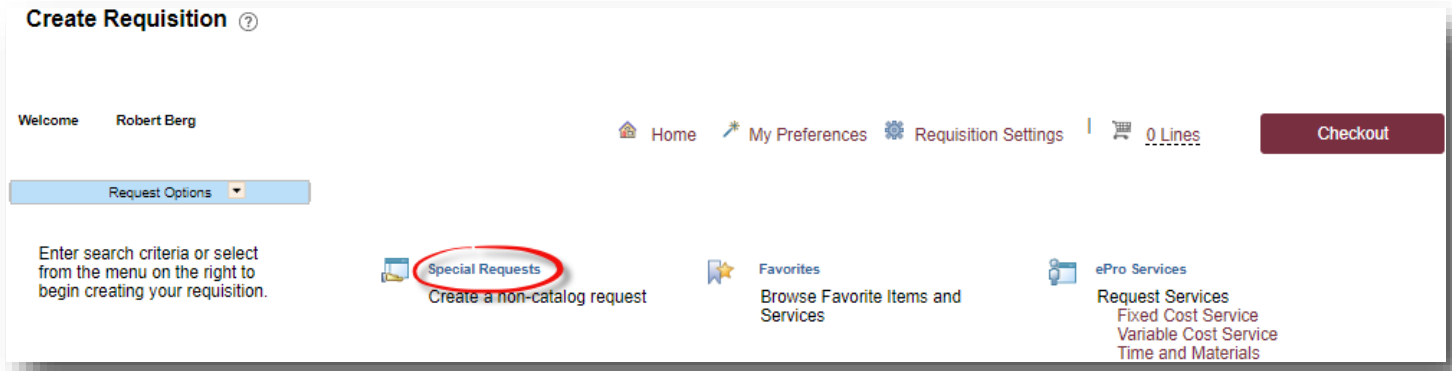 Create Requisition ?
Welcome Robert Berg
Home My Preferences Requisition Settings 0 Lines Checkout
Request Options
Enter search criteria or select
from the menu on the right to
begin creating your requisition.
Special Requests
Create a non-catalog request
Favorites
Browse Favorite Items and
Services
ePro Services
Request Services
Fixed Cost Service
Variable Cost Service
Time and Materials